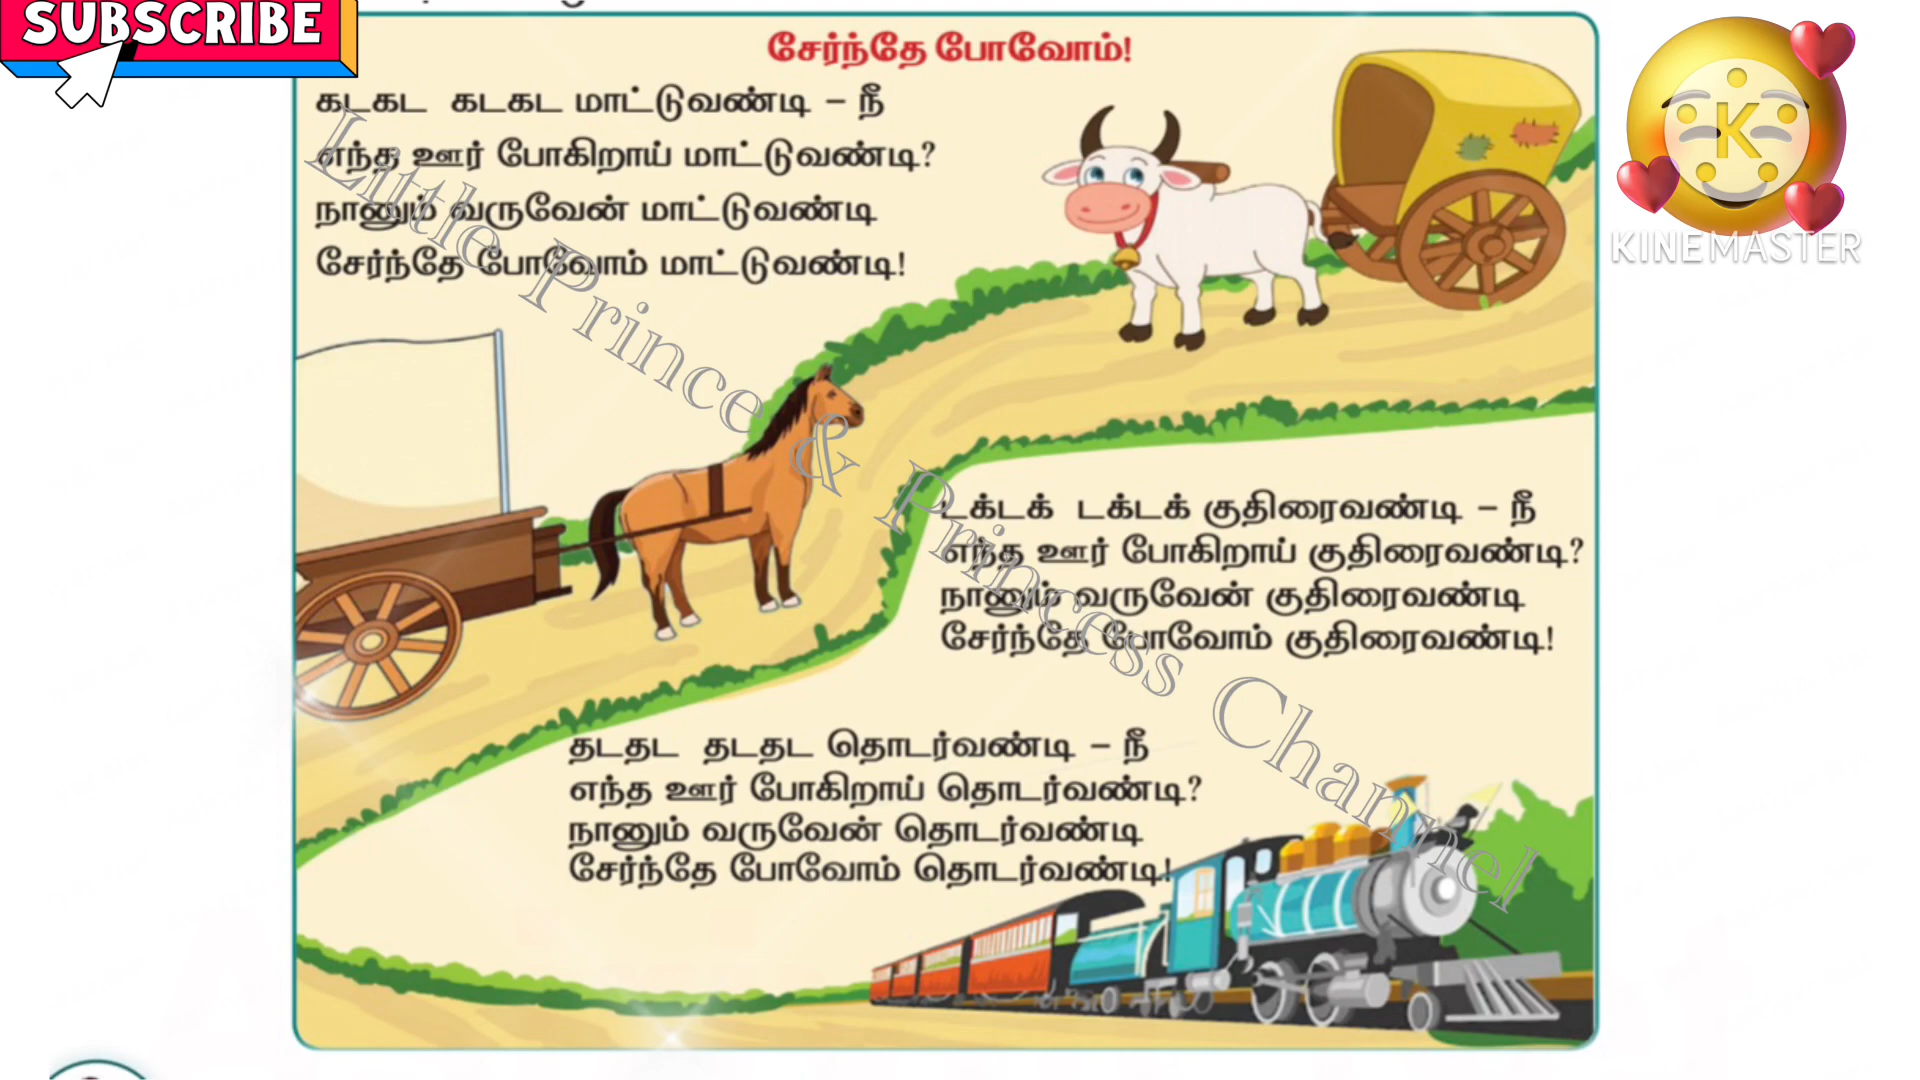 SUBSCRIBE
சேர்ந்தே போவோம்!
கடகட கடகட மாட்டுவண்டி – நீ
எந்த ஊர் போகிறாய் மாட்டுவண்டி?
நானும் வருவேன் மாட்டுவண்டி
சேர்ந்தே போவோம் மாட்டுவண்டி!
K
KINEMASTER
டக்டக் டக்டக் குதிரைவண்டி – நீ
எந்த ஊர் போகிறாய் குதிரைவண்டி?
நானும் வருவேன் குதிரைவண்டி
சேர்ந்தே போவோம் குதிரைவண்டி!
தடதட தடதட தொடர்வண்டி – நீ
எந்த ஊர் போகிறாய் தொடர்வண்டி?
நானும் வருவேன் தொடர்வண்டி
சேர்ந்தே போவோம் தொடர்வண்டி!
Little Prince & Princess Channel